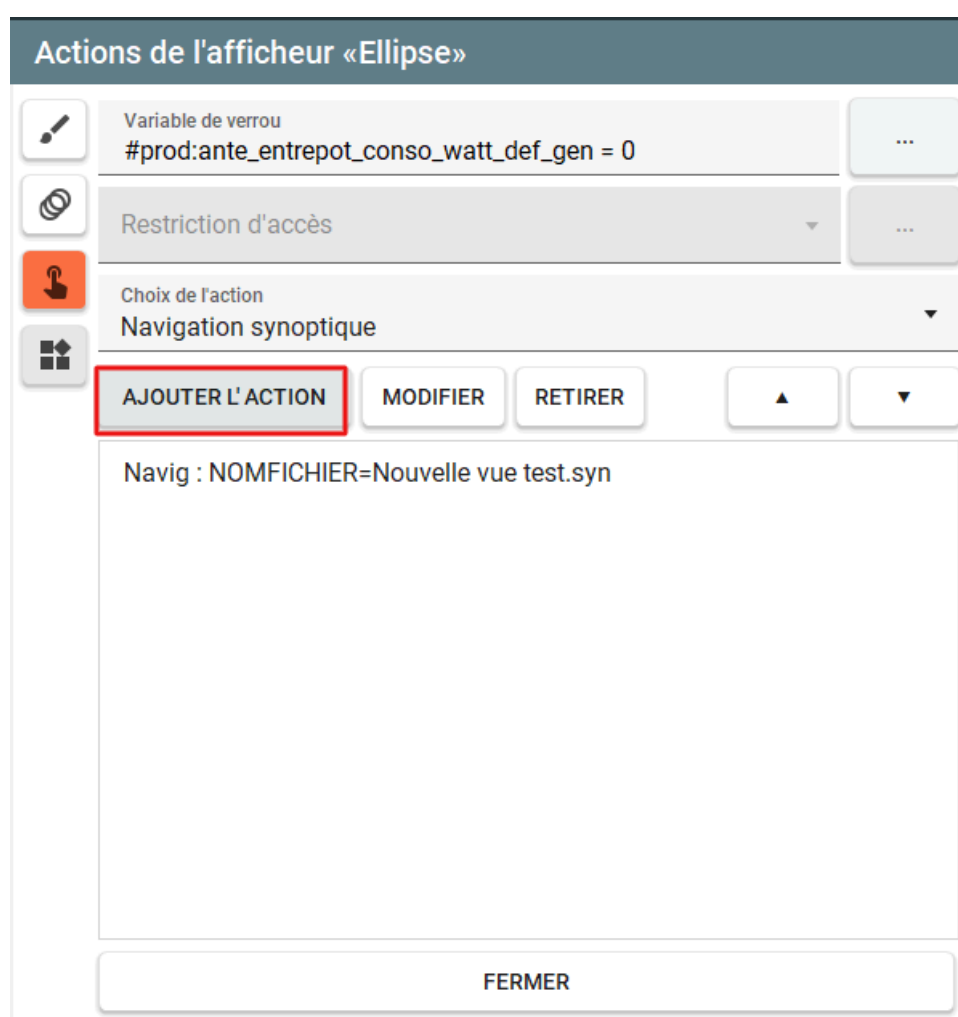 Actions de l'afficheur «Ellipse»
Variable de verrou
#prod:ante_entrepot_conso_watt_def_gen = 0
...
Restriction d'accès
...
Choix de l'action
Navigation synoptique
AJOUTER L' ACTION
MODIFIER
RETIRER
Navig : NOMFICHIER=Nouvelle vue test.syn
FERMER